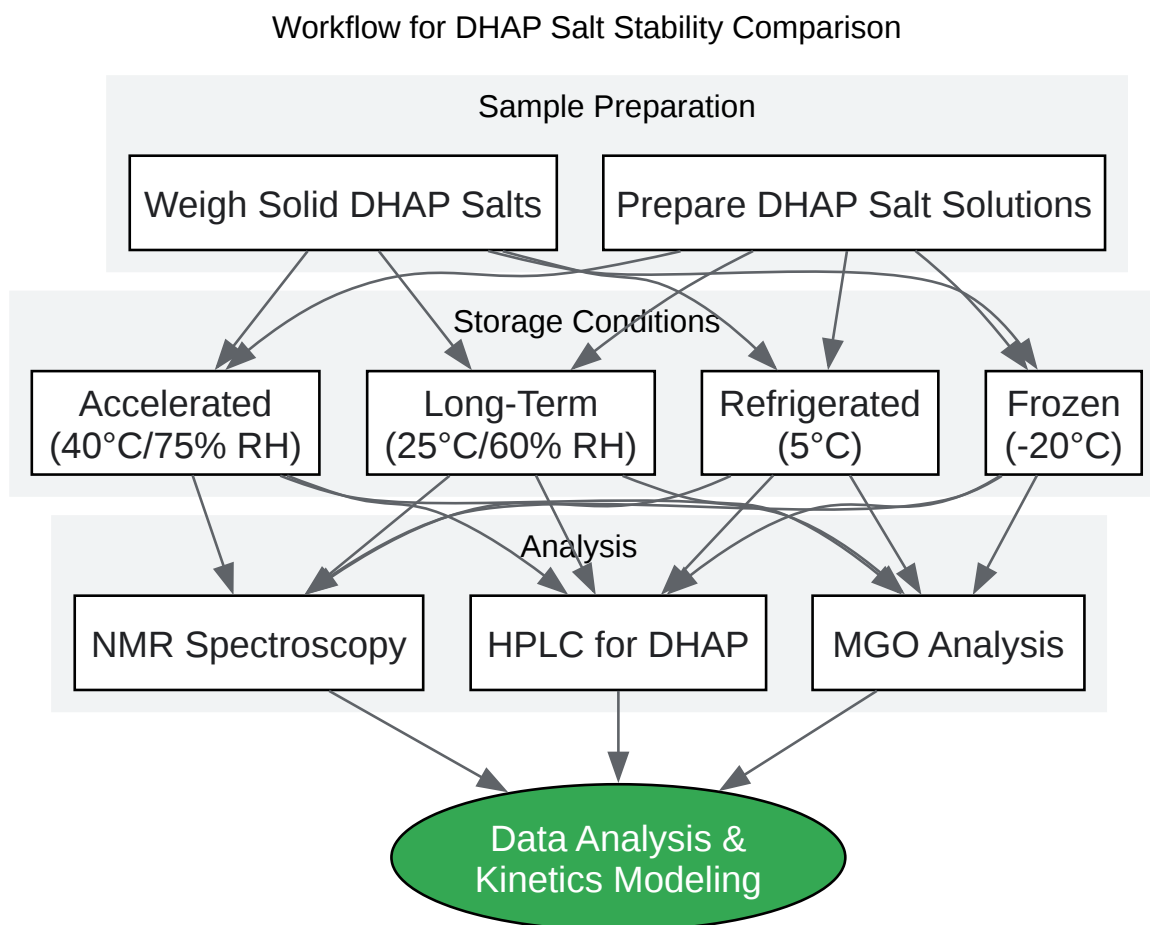 Workflow for DHAP Salt Stability Comparison
Sample Preparation
Weigh Solid DHAP Salts
Prepare DHAP Salt Solutions
Storage Conditions
Accelerated
(40°C/75% RH)
Long-Term
(25°C/60% RH)
Refrigerated
(5°C)
Frozen
(-20°C)
Analysis
NMR Spectroscopy
HPLC for DHAP
MGO Analysis
Data Analysis &
Kinetics Modeling